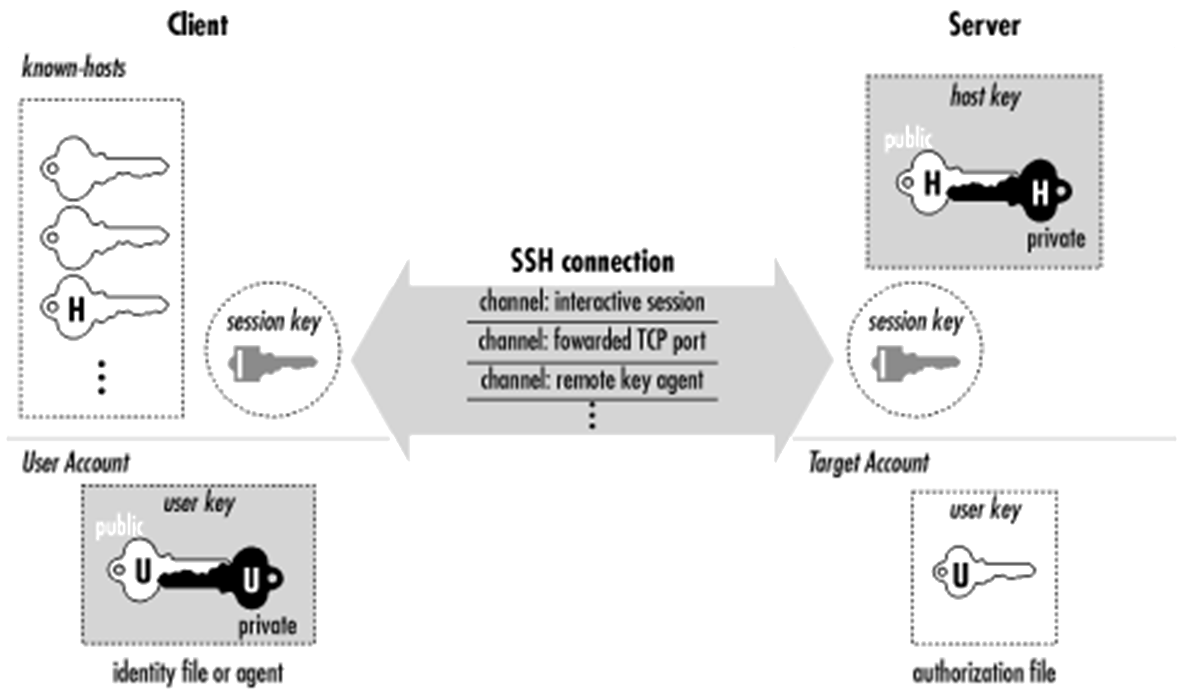 Client
Server
known-hosts
host key
public
H
H
private
H
SSH connection
channel: interactive session
channel: fowarded TCP port
channel: remote key agent
session key
session key
User Account
Target Account
user key
public
U
U
private
identity file or agent
user key
U
authorization file